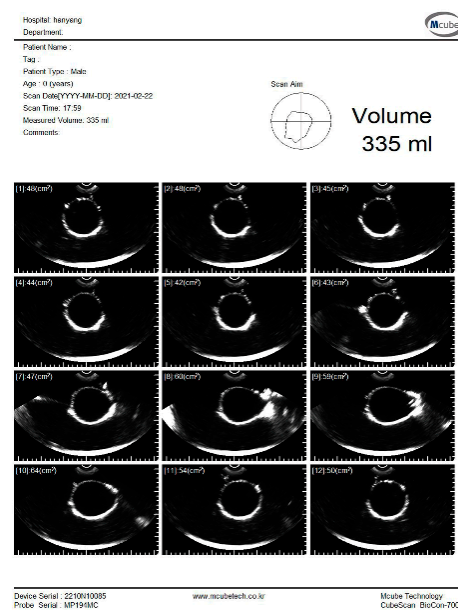 Hospital: hanyang
Department:
Mcube
Patient Name :
Tag :
Patient Type : Male
Age : 0 (years)
Scan Date[YYYY-MM-DD]: 2021-02-22
Scan Time: 17:59
Measured Volume: 335 ml
Comments:
Scan Aim
Volume
335 ml
[1]:48(cm²) [2]:48(cm²) [3]:45(cm²)
[4]:44(cm²) [5]:42(cm²) [6]:43(cm²)
[7]:47(cm²) [8]:60(cm²) [9]:59(cm²)
[10]:64(cm²) [11]:54(cm²) [12]:50(cm²)
Device Serial : 2210N10085 www.mcubetech.co.kr Mcube Technology
Probe Serial : MP194MC CubeScan BioCon-700